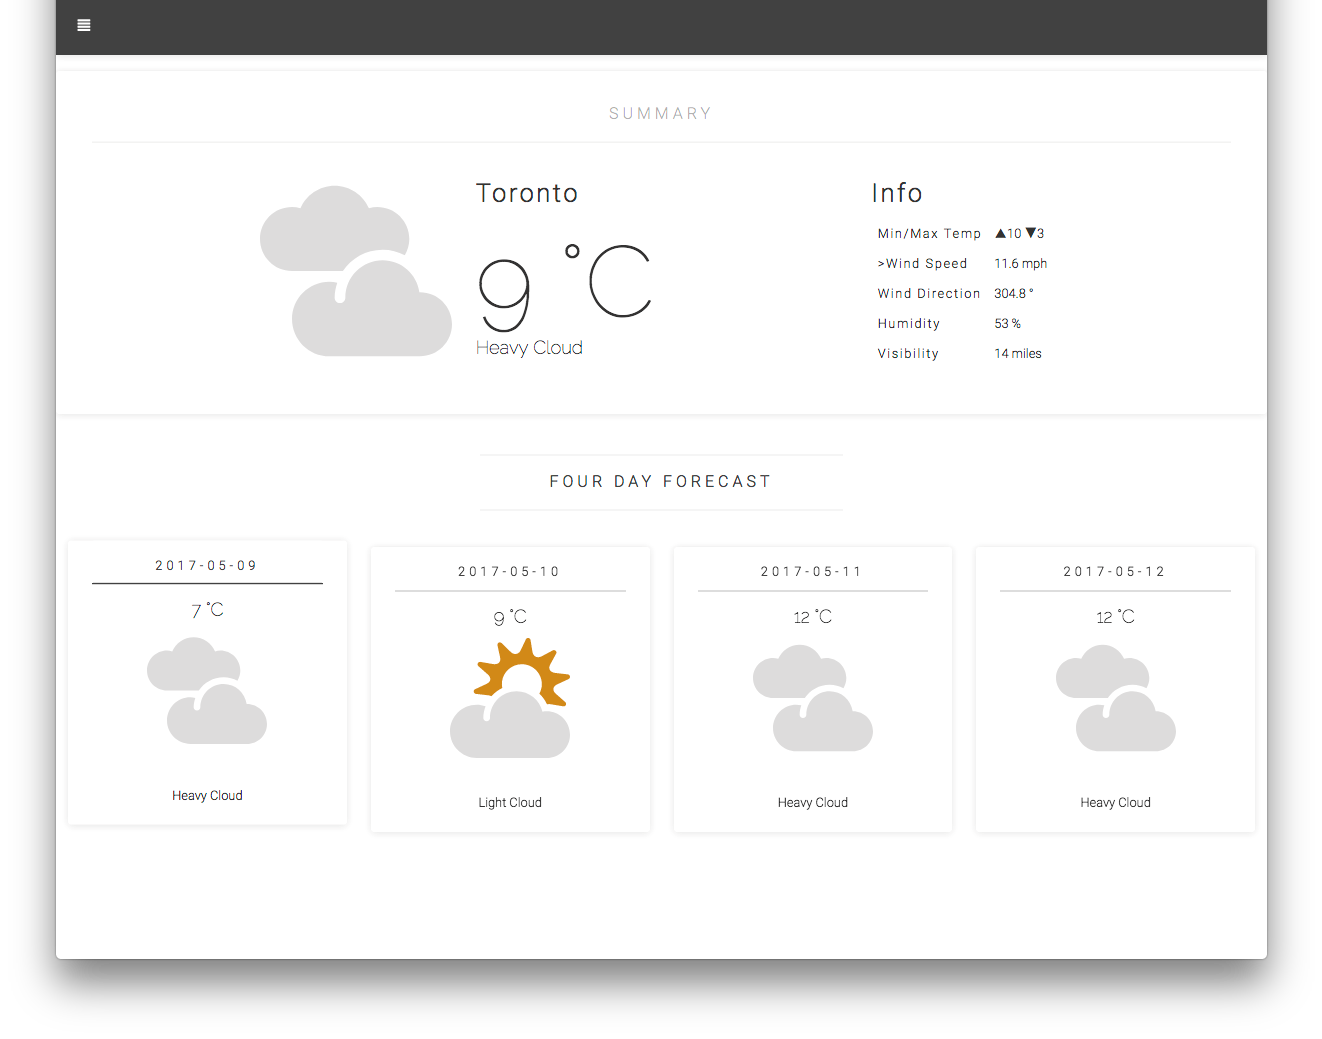 SUMMARY
Toronto
9 °C
Heavy Cloud
Info
Min/Max Temp ▲10 ▼3
>Wind Speed 11.6 mph
Wind Direction 304.8 °
Humidity 53 %
Visibility 14 miles
FOUR DAY FORECAST
2017-05-09
7 °C
Heavy Cloud
2017-05-10
9 °C
Light Cloud
2017-05-11
12 °C
Heavy Cloud
2017-05-12
12 °C
Heavy Cloud